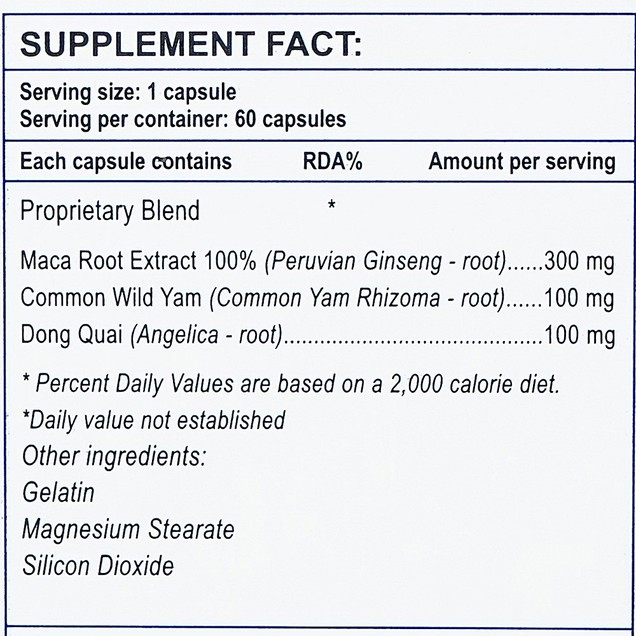 SUPPLEMENT FACT:
Serving size: 1 capsule
Serving per container: 60 capsules
Each capsule contains RDA% Amount per serving
Proprietary Blend *
Maca Root Extract 100% (Peruvian Ginseng - root)......300 mg
Common Wild Yam (Common Yam Rhizoma - root)......100 mg
Dong Quai (Angelica - root)..........................................100 mg
* Percent Daily Values are based on a 2,000 calorie diet.
*Daily value not established
Other ingredients:
Gelatin
Magnesium Stearate
Silicon Dioxide